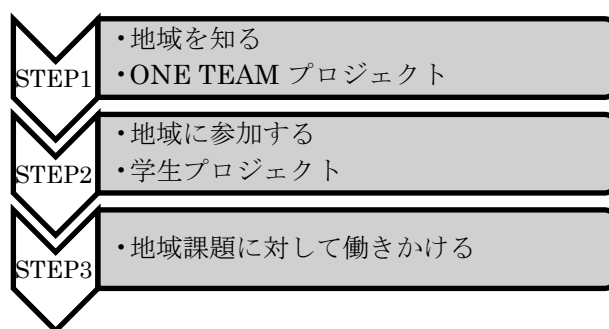 STEP1
・地域を知る
・ONE TEAM プロジェクト
STEP2
・地域に参加する
・学生プロジェクト
STEP3
・地域課題に対して働きかける